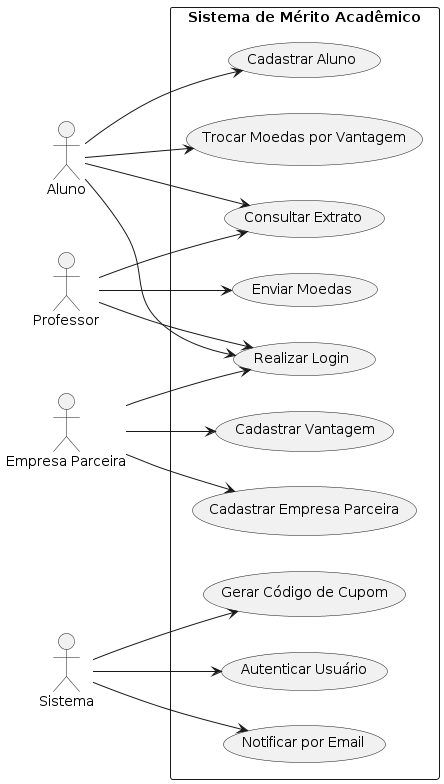 Sistema de Mérito Acadêmico
Cadastrar Aluno
Trocar Moedas por Vantagem
Aluno
Consultar Extrato
Enviar Moedas
Professor
Realizar Login
Cadastrar Vantagem
Empresa Parceira
Cadastrar Empresa Parceira
Gerar Código de Cupom
Autenticar Usuário
Sistema
Notificar por Email